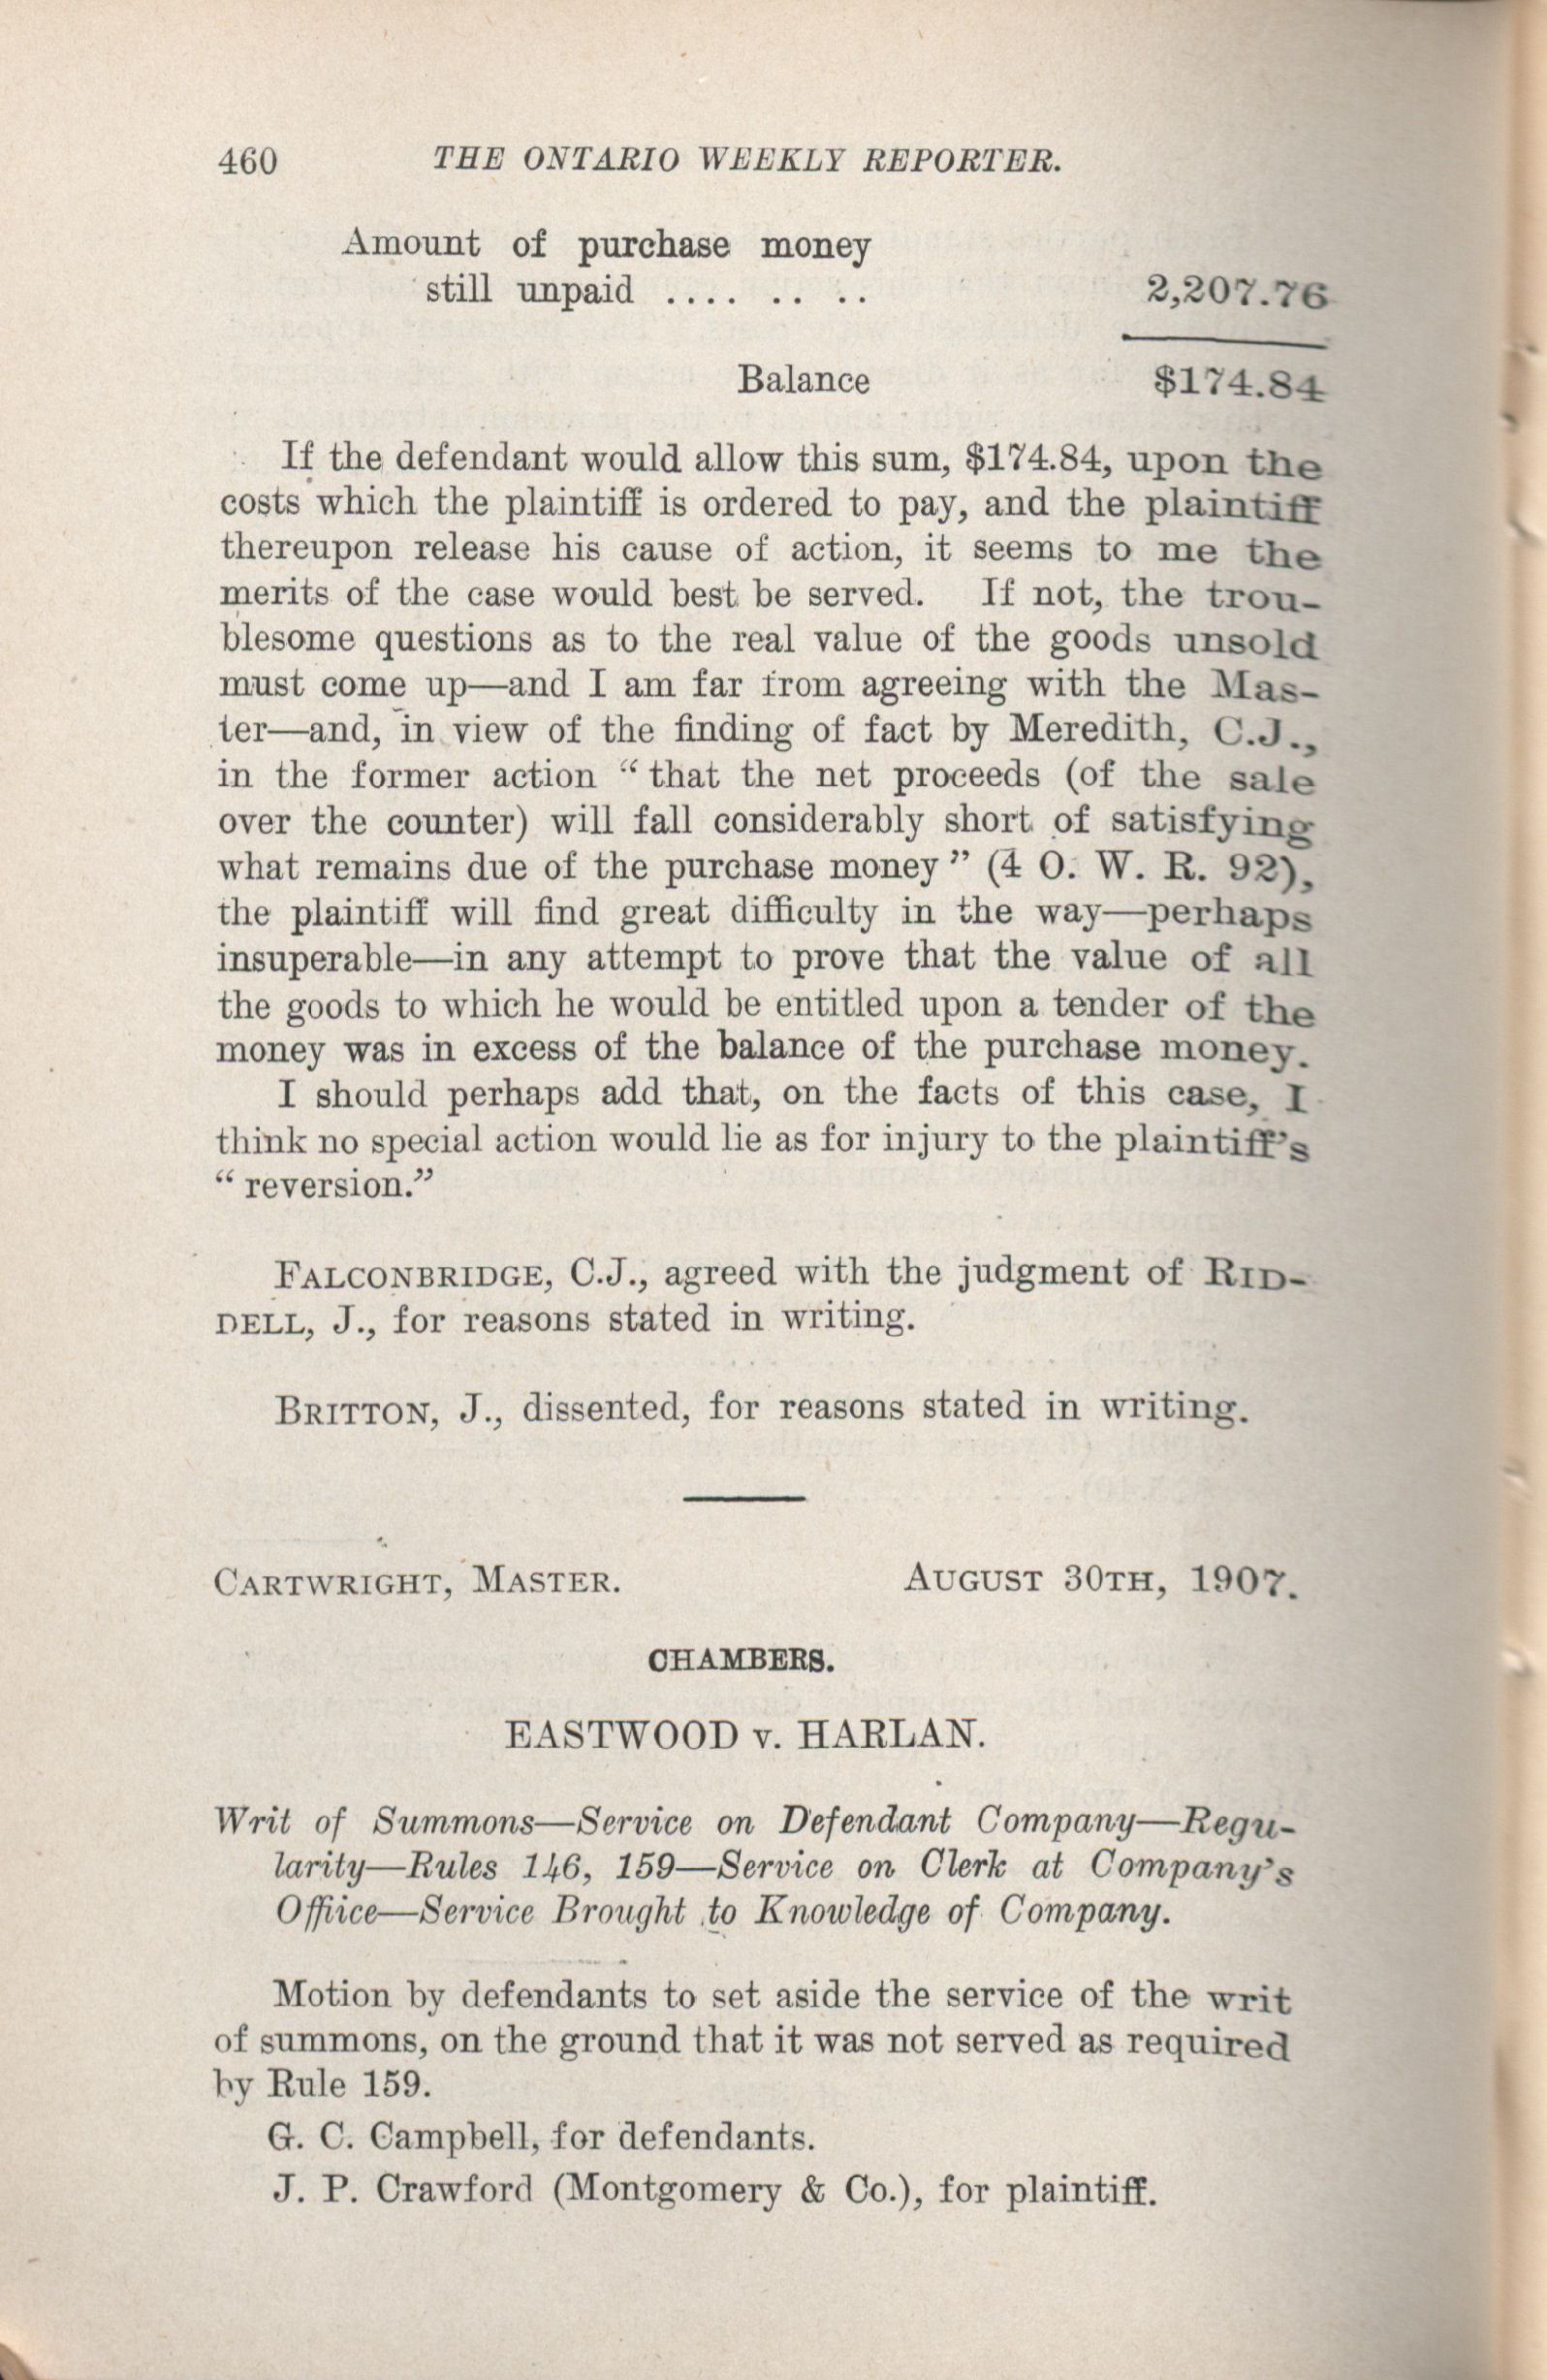 460 THE ONTARIO WEEKLY REPORTER.
Amount of purchase money
still unpaid .... .. .. 2,207.76
Balance $174.84
If the defendant would allow this sum, $174.84, upon the
costs which the plaintiff is ordered to pay, and the plaintiff
thereupon release his cause of action, it seems to me the
merits of the case would best be served. If not, the trou-
blesome questions as to the real value of the goods unsold
must come up—and I am far from agreeing with the Mas-
ter—and, in view of the finding of fact by Meredith, C.J.,
in the former action “ that the net proceeds (of the sale
over the counter) will fall considerably short of satisfying
what remains due of the purchase money ” (4 O. W. R. 92),
the plaintiff will find great difficulty in the way—perhaps
insuperable—in any attempt to prove that the value of all
the goods to which he would be entitled upon a tender of the
money was in excess of the balance of the purchase money.
I should perhaps add that, on the facts of this case, I
think no special action would lie as for injury to the plaintiff’s
“ reversion.”
FALCONBRIDGE, C.J., agreed with the judgment of RID-
DELL, J., for reasons stated in writing.
BRITTON, J., dissented, for reasons stated in writing.
CARTWRIGHT, MASTER. AUGUST 30TH, 1907.
CHAMBERS.
EASTWOOD v. HARLAN.
Writ of Summons—Service on Defendant Company—Regu-
larity—Rules 146, 159—Service on Clerk at Company’s
Offiice—Service Brought to Knowledge of Company.
Motion by defendants to set aside the service of the writ
of summons, on the ground that it was not served as required
by Rule 159.
G. C. Campbell, for defendants.
J. P. Crawford (Montgomery & Co.), for plaintiff.